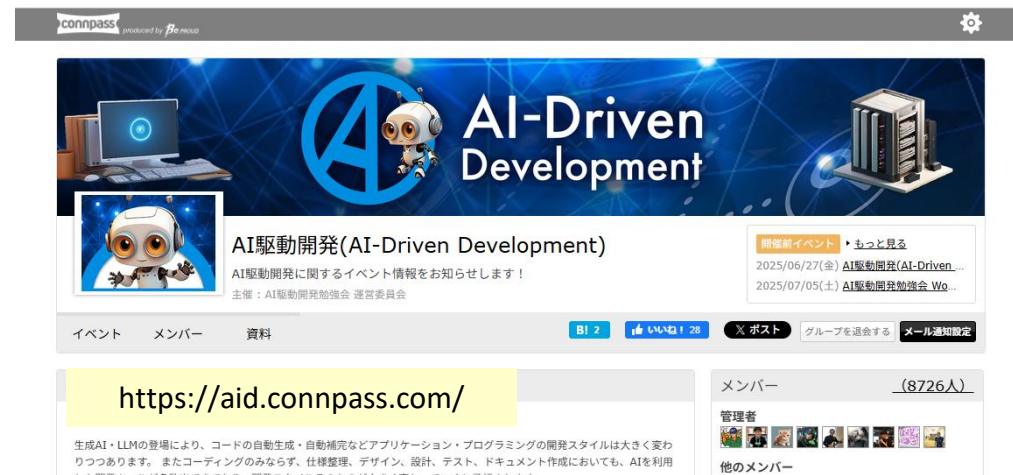 connpass produced by BePROUD
AI-Driven
Development
AI駆動開発(AI-Driven Development)
AI駆動開発に関するイベント情報をお知らせします!
主催:AI駆動開発勉強会 運営委員会
開催前イベント もっと見る
2025/06/27(金) AI駆動開発(AI-Driven ...
2025/07/05(土) AI駆動開発勉強会 Wo...
イベント メンバー 資料
B! 2 いいね! 28 X ポスト グループを退会する メール通知設定
https://aid.connpass.com/
メンバー (8726人)
管理者
他のメンバー
生成AI・LLMの登場により、コードの自動生成・自動補完などアプリケーション・プログラミングの開発スタイルは大きく変わ
りつつあります。 またコーディングのみならず、仕様整理、デザイン、設計、テスト、ドキュメント作成においても、AIを利用